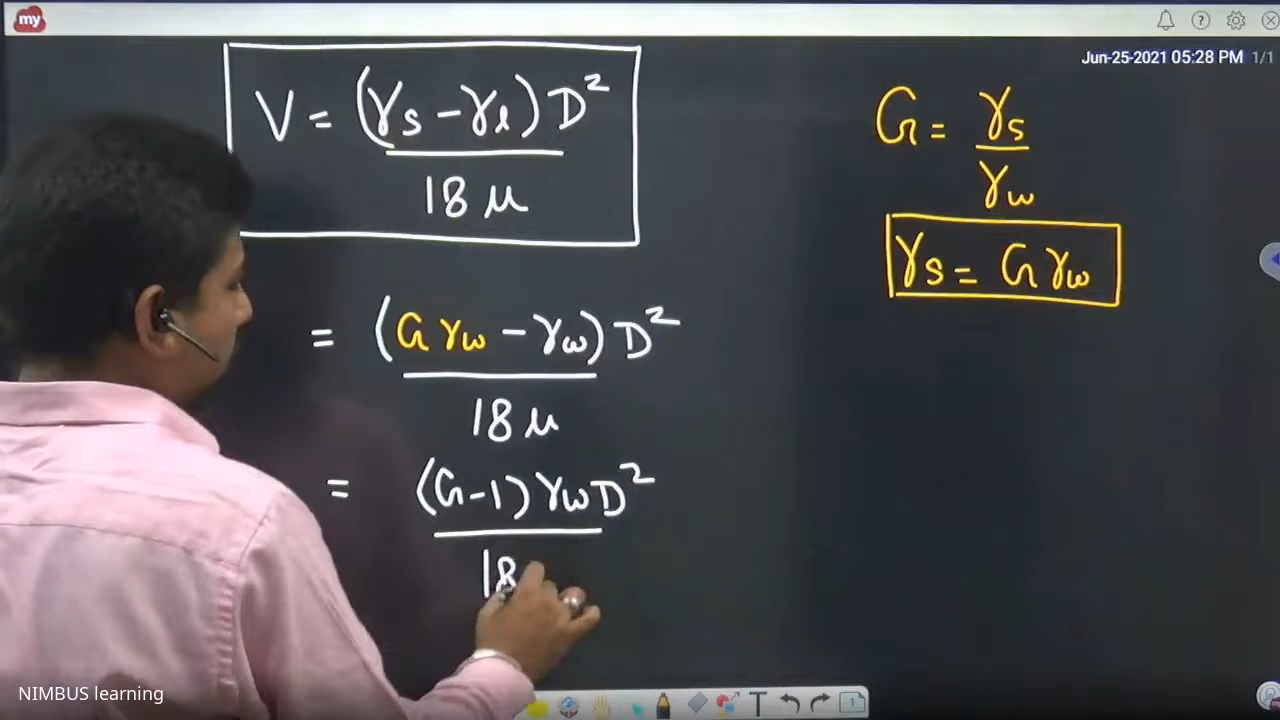 my
Jun-25-2021 05:28 PM 1/1
V = (γs - γl) D²
18 μ
G = γs
γw
γs = G γw
= (G γw - γw) D²
18 μ
= (G-1) γw D²
18
NIMBUS learning
T
1